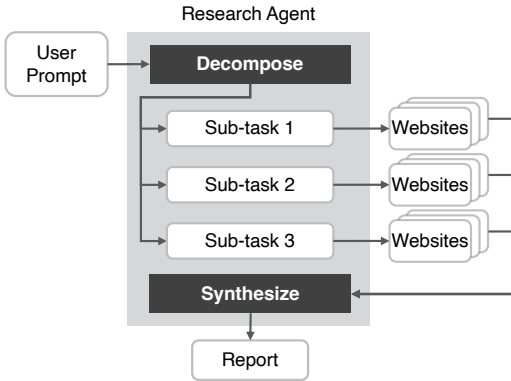 Research Agent
User
Prompt
Decompose
Sub-task 1
Websites
Sub-task 2
Websites
Sub-task 3
Websites
Synthesize
Report